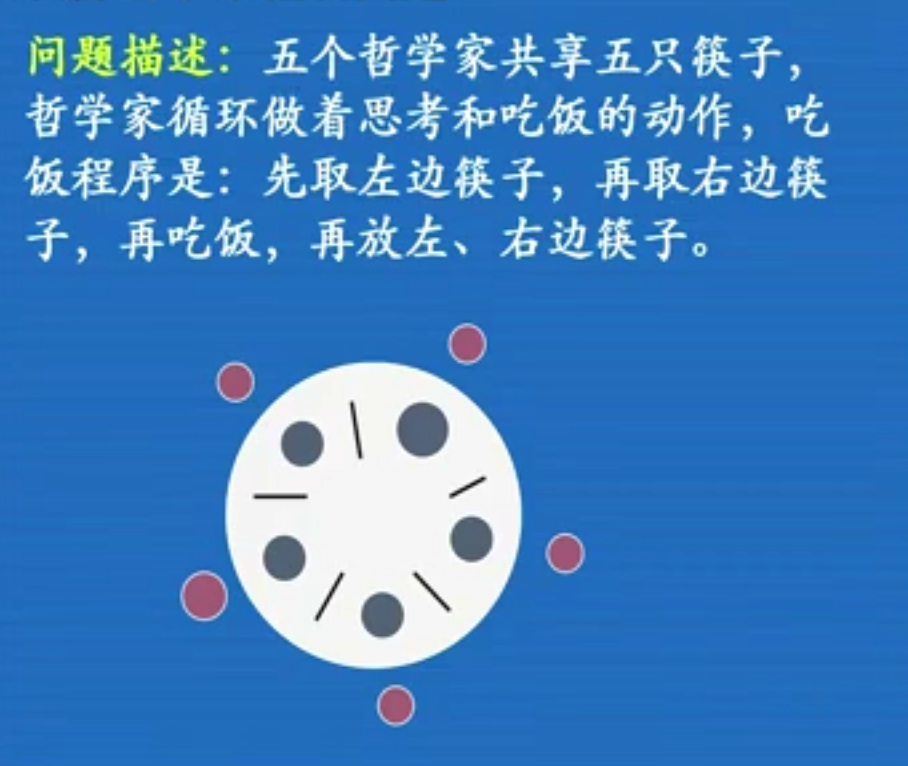 问题描述：五个哲学家共享五只筷子，
哲学家循环做着思考和吃饭的动作，吃
饭程序是：先取左边筷子，再取右边筷
子，再吃饭，再放左、右边筷子。